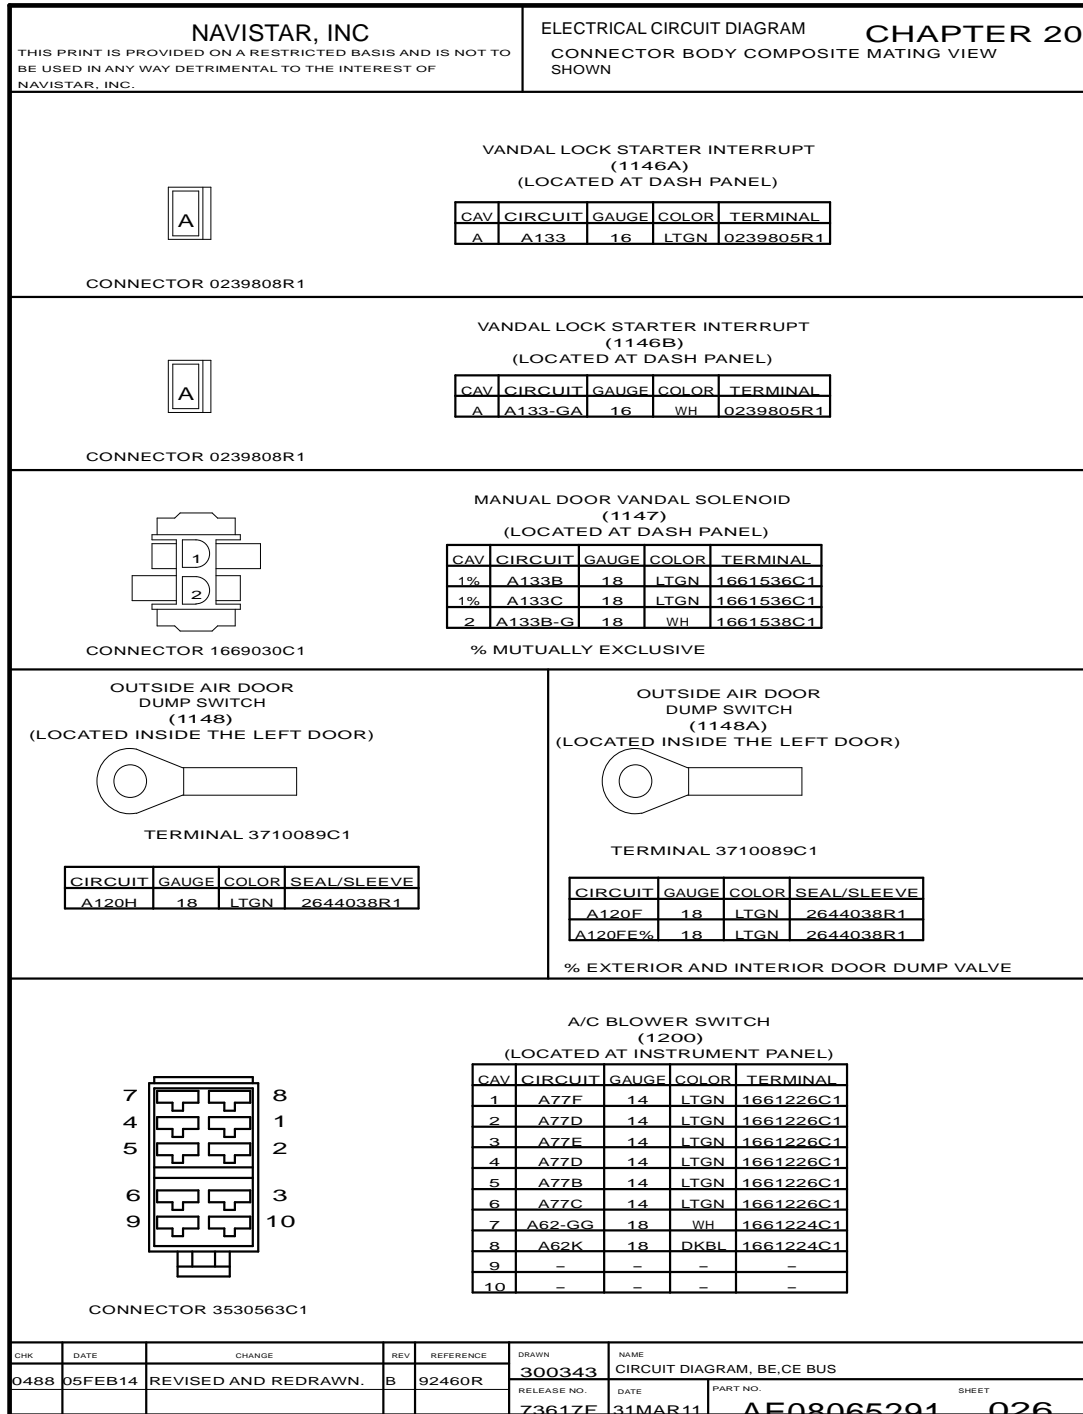 NAVISTAR, INC
THIS PRINT IS PROVIDED ON A RESTRICTED BASIS AND IS NOT TO
BE USED IN ANY WAY DETRIMENTAL TO THE INTEREST OF
NAVISTAR, INC.
ELECTRICAL CIRCUIT DIAGRAM CHAPTER 20
CONNECTOR BODY COMPOSITE MATING VIEW
SHOWN
VANDAL LOCK STARTER INTERRUPT
(1146A)
(LOCATED AT DASH PANEL)
A
CAV CIRCUIT GAUGE COLOR TERMINAL
A A133 16 LTGN 0239805R1
CONNECTOR 0239808R1
VANDAL LOCK STARTER INTERRUPT
(1146B)
(LOCATED AT DASH PANEL)
A
CAV CIRCUIT GAUGE COLOR TERMINAL
A A133-GA 16 WH 0239805R1
CONNECTOR 0239808R1
MANUAL DOOR VANDAL SOLENOID
(1147)
(LOCATED AT DASH PANEL)
1
2
CAV CIRCUIT GAUGE COLOR TERMINAL
1% A133B 18 LTGN 1661536C1
1% A133C 18 LTGN 1661536C1
2 A133B-G 18 WH 1661538C1
CONNECTOR 1669030C1
% MUTUALLY EXCLUSIVE
OUTSIDE AIR DOOR
DUMP SWITCH
(1148)
(LOCATED INSIDE THE LEFT DOOR)
TERMINAL 3710089C1
CIRCUIT GAUGE COLOR SEAL/SLEEVE
A120H 18 LTGN 2644038R1
OUTSIDE AIR DOOR
DUMP SWITCH
(1148A)
(LOCATED INSIDE THE LEFT DOOR)
TERMINAL 3710089C1
CIRCUIT GAUGE COLOR SEAL/SLEEVE
A120F 18 LTGN 2644038R1
A120FE% 18 LTGN 2644038R1
% EXTERIOR AND INTERIOR DOOR DUMP VALVE
A/C BLOWER SWITCH
(1200)
(LOCATED AT INSTRUMENT PANEL)
7 8
4 1
5 2
6 3
9 10
CONNECTOR 3530563C1
CAV CIRCUIT GAUGE COLOR TERMINAL
1 A77F 14 LTGN 1661226C1
2 A77D 14 LTGN 1661226C1
3 A77E 14 LTGN 1661226C1
4 A77D 14 LTGN 1661226C1
5 A77B 14 LTGN 1661226C1
6 A77C 14 LTGN 1661226C1
7 A62-GG 18 WH 1661224C1
8 A62K 18 DKBL 1661224C1
9 – – – –
10 – – – –
CHK DATE CHANGE REV REFERENCE
0488 05FEB14 REVISED AND REDRAWN. B 92460R
DRAWN NAME
300343 CIRCUIT DIAGRAM, BE,CE BUS
RELEASE NO. DATE PART NO. SHEET
73617E 31MAR11 AE08065291 026